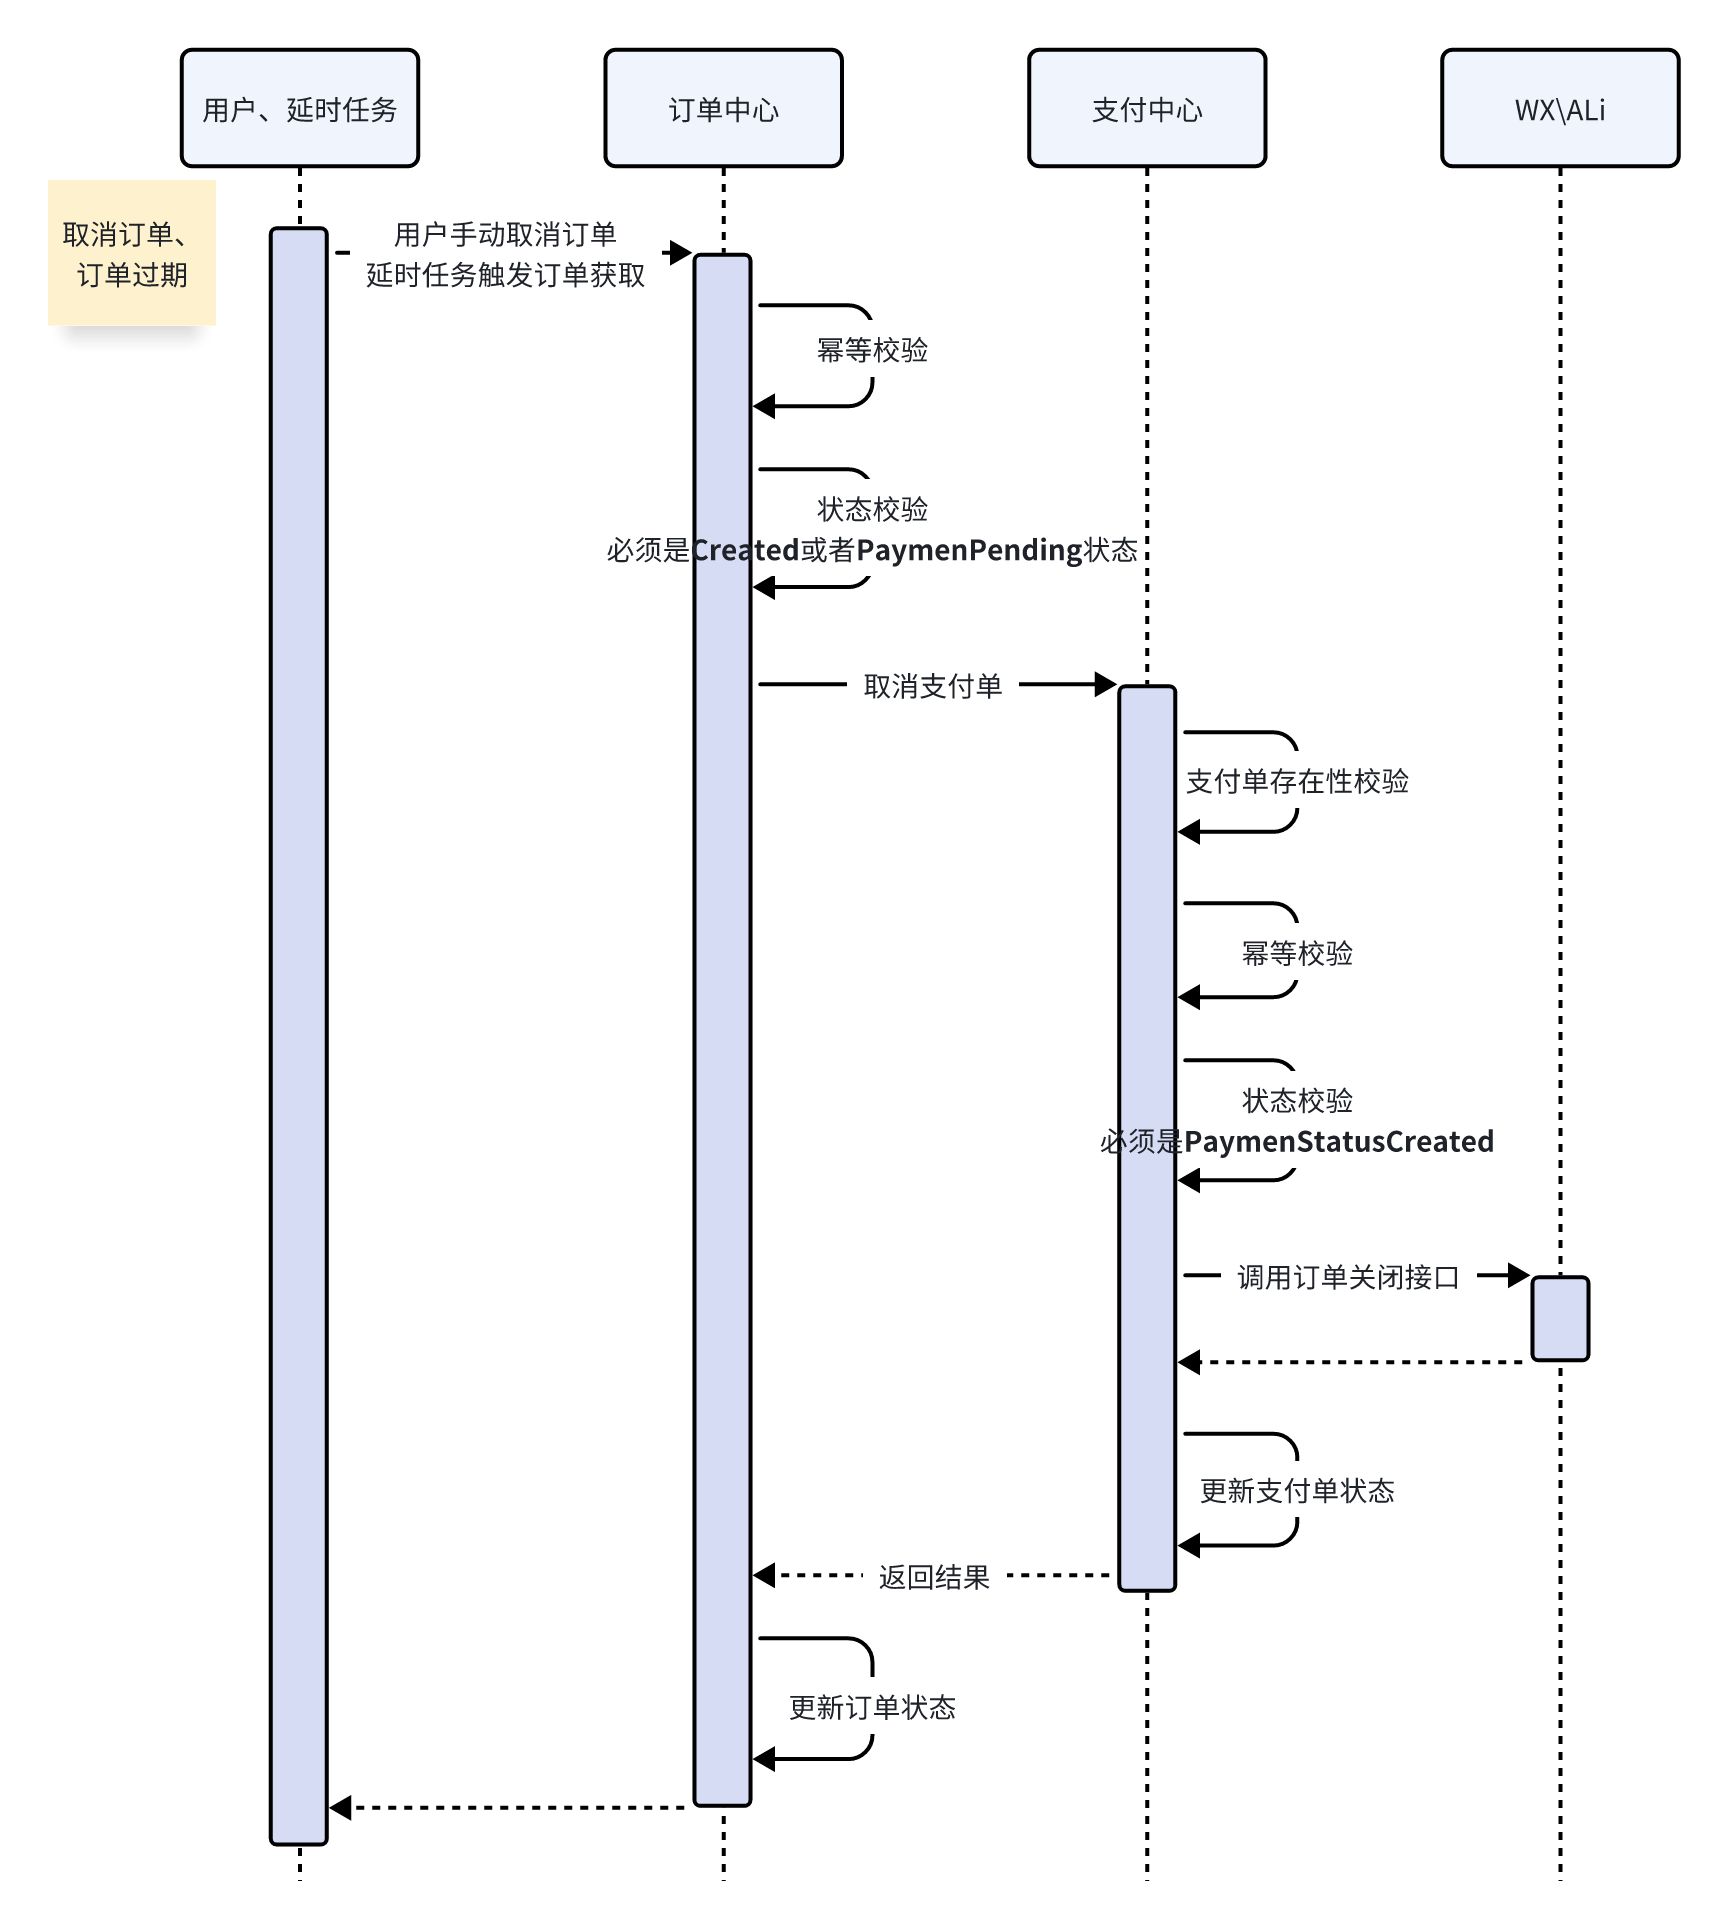 用户、延时任务
订单中心
支付中心
WX\ALi
取消订单、
订单过期
用户手动取消订单
延时任务触发订单获取
幂等校验
状态校验
必须是Created或者PaymenPending状态
取消支付单
支付单存在性校验
幂等校验
状态校验
必须是PaymenStatusCreated
调用订单关闭接口
更新支付单状态
返回结果
更新订单状态